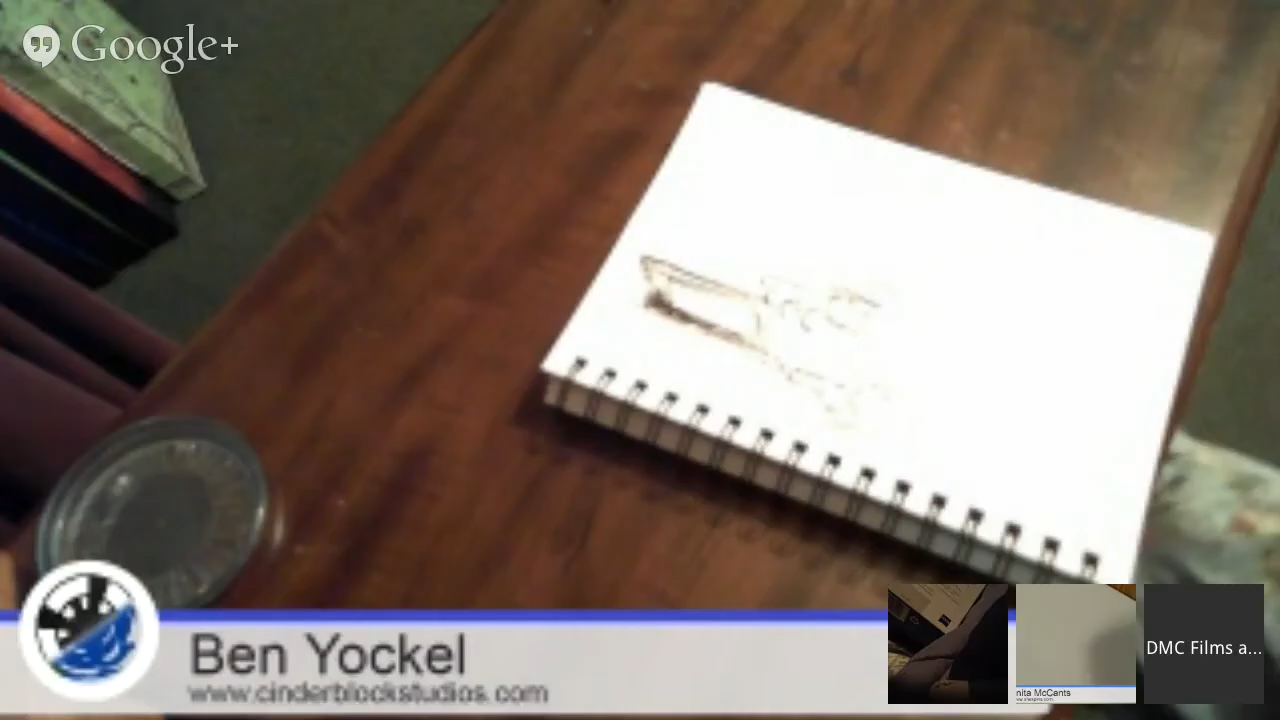 Google+
Ben Yockel
www.cinderblockstudios.com
DMC Films a...
nita McCants